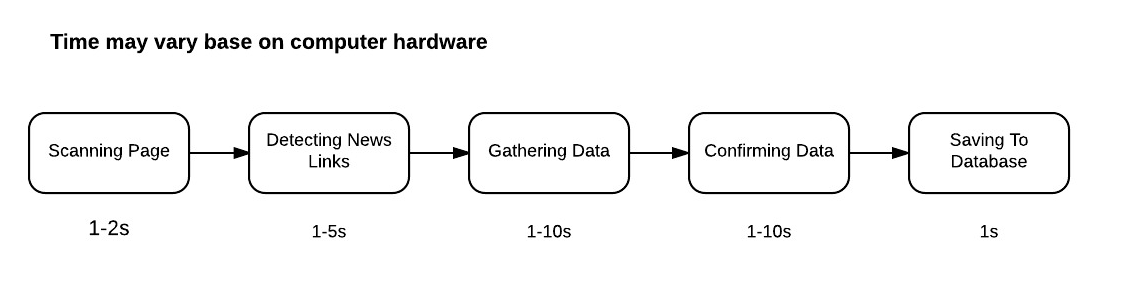 Time may vary base on computer hardware
Scanning Page
Detecting News
Links
Gathering Data
Confirming Data
Saving To
Database
1-2s
1-5s
1-10s
1-10s
1s